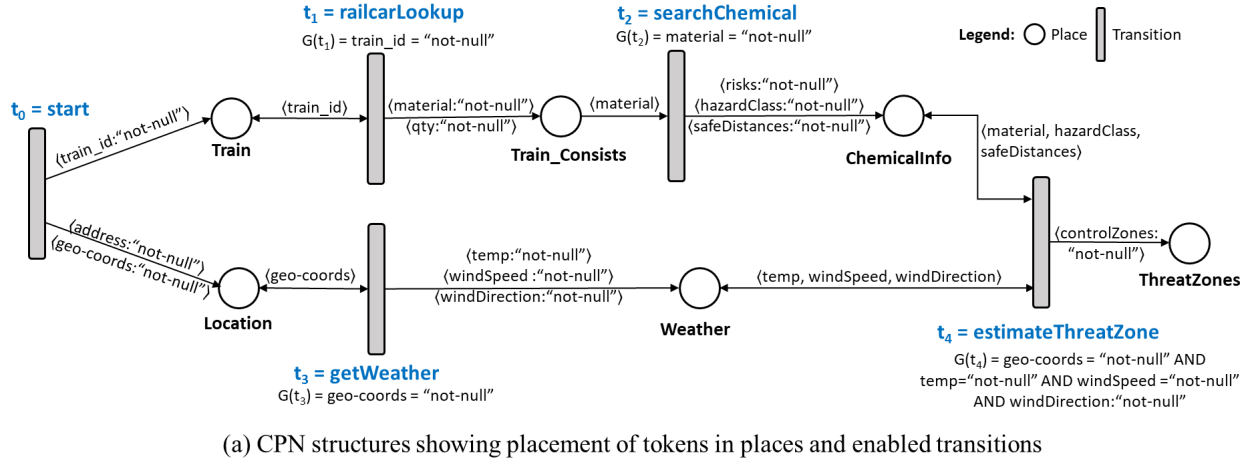 t₁ = railcarLookup
G(t₁) = train_id = “not-null”
t₂ = searchChemical
G(t₂) = material = “not-null”
Legend: Place Transition
t₀ = start
⟨train_id:“not-null”⟩
Train
⟨train_id⟩
⟨material:“not-null”⟩
⟨qty:“not-null”⟩
Train_Consists
⟨material⟩
⟨risks:“not-null”⟩
⟨hazardClass:“not-null”⟩
⟨safeDistances:“not-null”⟩
ChemicalInfo
⟨material, hazardClass,
safeDistances⟩
⟨address:“not-null”⟩
⟨geo-coords:“not-null”⟩
Location
⟨geo-coords⟩
⟨temp:“not-null”⟩
⟨windSpeed :“not-null”⟩
⟨windDirection:“not-null”⟩
Weather
⟨temp, windSpeed, windDirection⟩
⟨controlZones:
“not-null”⟩
ThreatZones
t₃ = getWeather
G(t₃) = geo-coords = “not-null”
t₄ = estimateThreatZone
G(t₄) = geo-coords = “not-null” AND
temp=“not-null” AND windSpeed =“not-null”
AND windDirection:“not-null”
(a) CPN structures showing placement of tokens in places and enabled transitions